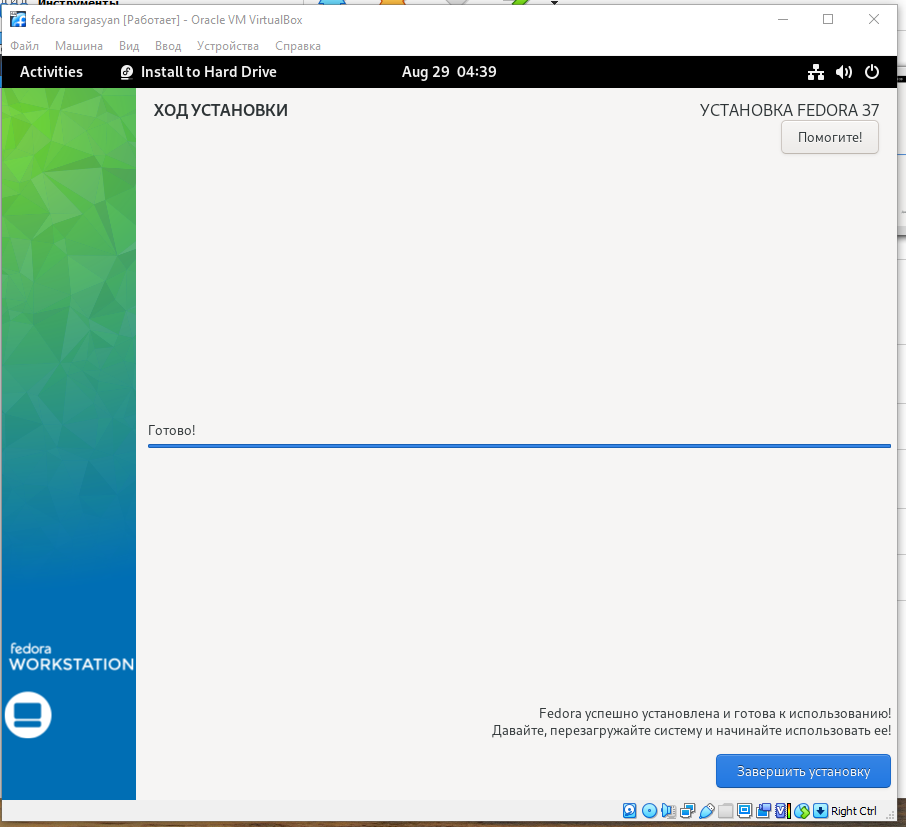 Инструменты
fedora sargasyan [Работает] - Oracle VM VirtualBox
Файл Машина Вид Ввод Устройства Справка
Activities Install to Hard Drive Aug 29 04:39
ХОД УСТАНОВКИ
УСТАНОВКА FEDORA 37
Помогите!
Готово!
fedora
WORKSTATION
Fedora успешно установлена и готова к использованию!
Давайте, перезагружайте систему и начинайте использовать ее!
Завершить установку
Right Ctrl